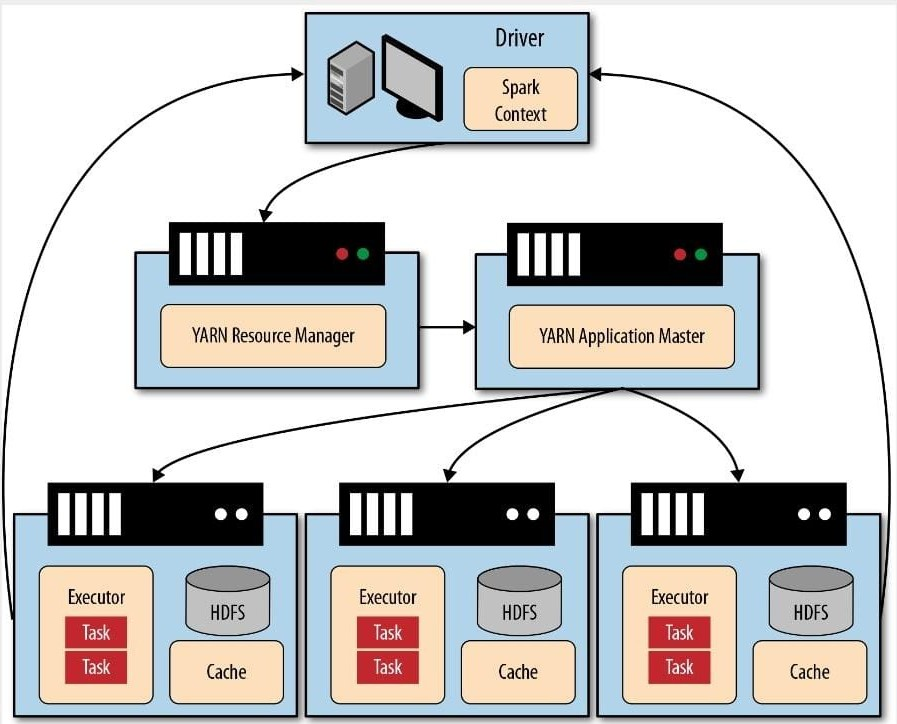 Driver
Spark
Context
YARN Resource Manager
YARN Application Master
Executor
Task
Task
HDFS
Cache
Executor
Task
Task
HDFS
Cache
Executor
Task
Task
HDFS
Cache